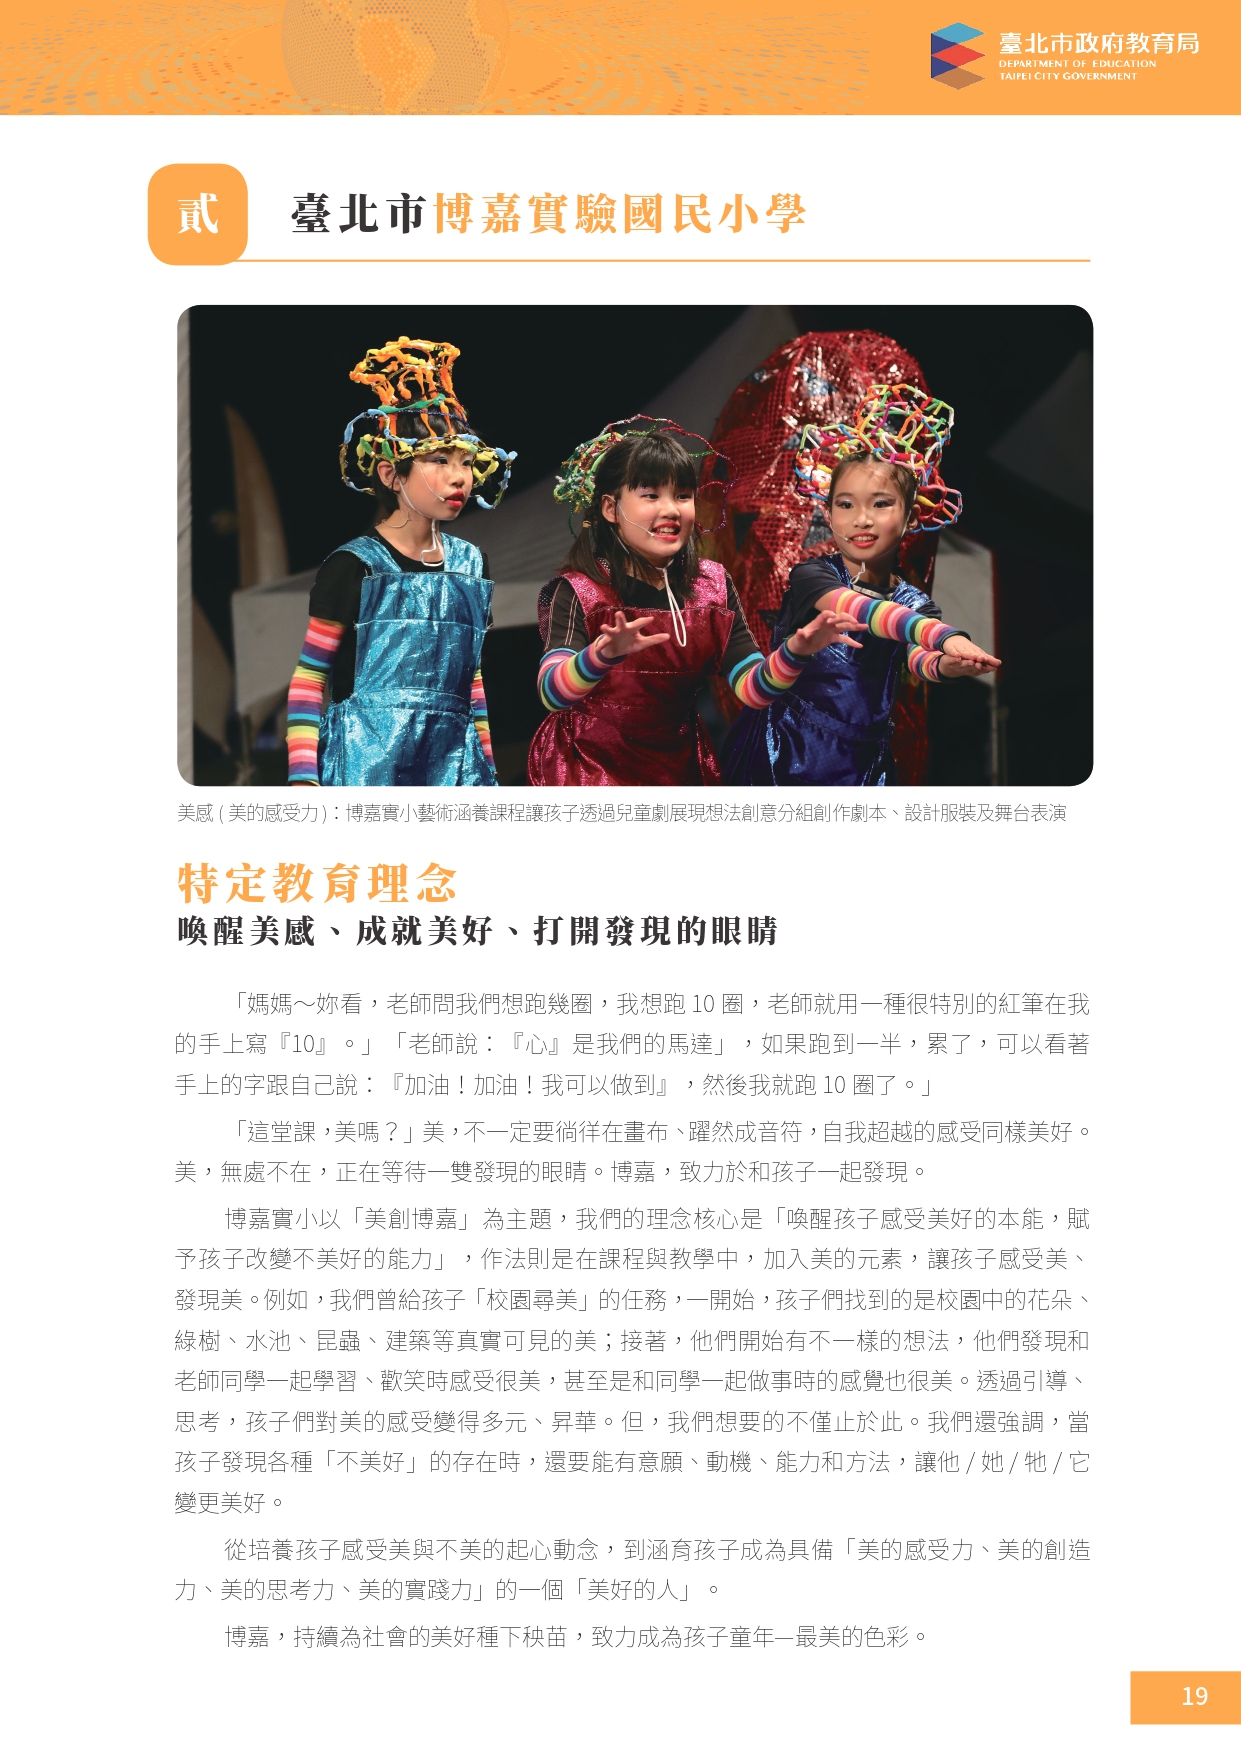 臺北市政府教育局
DEPARTMENT OF EDUCATION
TAIPEI CITY GOVERNMENT
貳
臺北市博嘉實驗國民小學
美感 ( 美的感受力 )：博嘉實小藝術涵養課程讓孩子透過兒童劇展現想法創意分組創作劇本、設計服裝及舞台表演
特定教育理念
喚醒美感、成就美好、打開發現的眼睛
「媽媽～妳看，老師問我們想跑幾圈，我想跑 10 圈，老師就用一種很特別的紅筆在我
的手上寫『10』。」「老師說：『心』是我們的馬達」，如果跑到一半，累了，可以看著
手上的字跟自己說：『加油！加油！我可以做到』，然後我就跑 10 圈了。」
「這堂課，美嗎？」美，不一定要徜徉在畫布、躍然成音符，自我超越的感受同樣美好。
美，無處不在，正在等待一雙發現的眼睛。博嘉，致力於和孩子一起發現。
博嘉實小以「美創博嘉」為主題，我們的理念核心是「喚醒孩子感受美好的本能，賦
予孩子改變不美好的能力」，作法則是在課程與教學中，加入美的元素，讓孩子感受美、
發現美。例如，我們曾給孩子「校園尋美」的任務，一開始，孩子們找到的是校園中的花朵、
綠樹、水池、昆蟲、建築等真實可見的美；接著，他們開始有不一樣的想法，他們發現和
老師同學一起學習、歡笑時感受很美，甚至是和同學一起做事時的感覺也很美。透過引導、
思考，孩子們對美的感受變得多元、昇華。但，我們想要的不僅止於此。我們還強調，當
孩子發現各種「不美好」的存在時，還要能有意願、動機、能力和方法，讓他 / 她 / 牠 / 它
變更美好。
從培養孩子感受美與不美的起心動念，到涵育孩子成為具備「美的感受力、美的創造
力、美的思考力、美的實踐力」的一個「美好的人」。
博嘉，持續為社會的美好種下秧苗，致力成為孩子童年—最美的色彩。
19